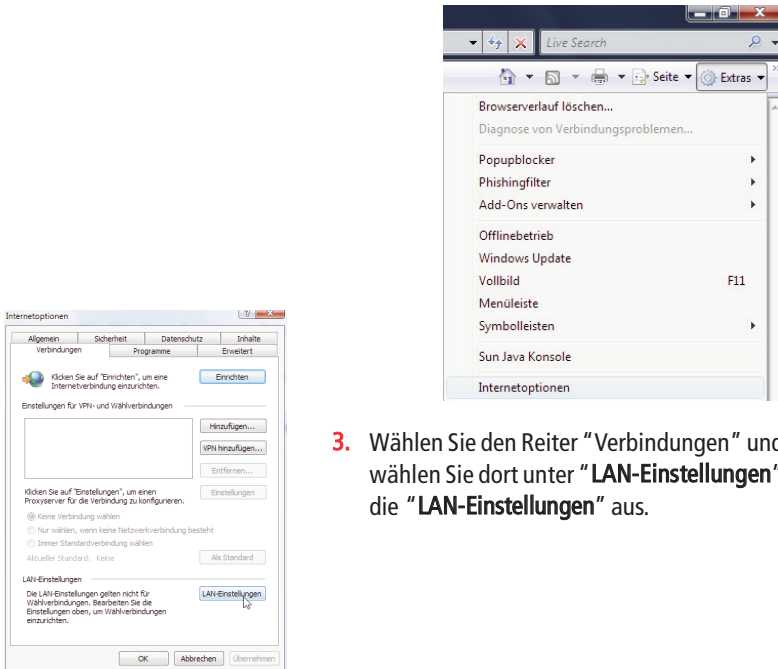 Live Search
Seite Extras
Browserverlauf löschen...
Diagnose von Verbindungsproblemen...
Popupblocker
Phishingfilter
Add-Ons verwalten
Offlinebetrieb
Windows Update
Vollbild F11
Menüleiste
Symbolleisten
Sun Java Konsole
Internetoptionen
Internetoptionen
Allgemein Sicherheit Datenschutz Inhalte
Verbindungen Programme Erweitert
Klicken Sie auf "Einrichten", um eine
Internetverbindung einzurichten.
Einrichten
Einstellungen für VPN- und Wählverbindungen
Hinzufügen...
VPN hinzufügen...
Entfernen...
Klicken Sie auf "Einstellungen", um einen
Proxyserver für die Verbindung zu konfigurieren.
Einstellungen
Keine Verbindung wählen
Nur wählen, wenn keine Netzwerkverbindung besteht
Immer Standardverbindung wählen
Aktueller Standard: Keine
Als Standard
LAN-Einstellungen
Die LAN-Einstellungen gelten nicht für
Wählverbindungen. Bearbeiten Sie die
Einstellungen oben, um Wählverbindungen
einzurichten.
LAN-Einstellungen
OK Abbrechen Übernehmen
3. Wählen Sie den Reiter "Verbindungen" und
wählen Sie dort unter "LAN-Einstellungen"
die "LAN-Einstellungen" aus.